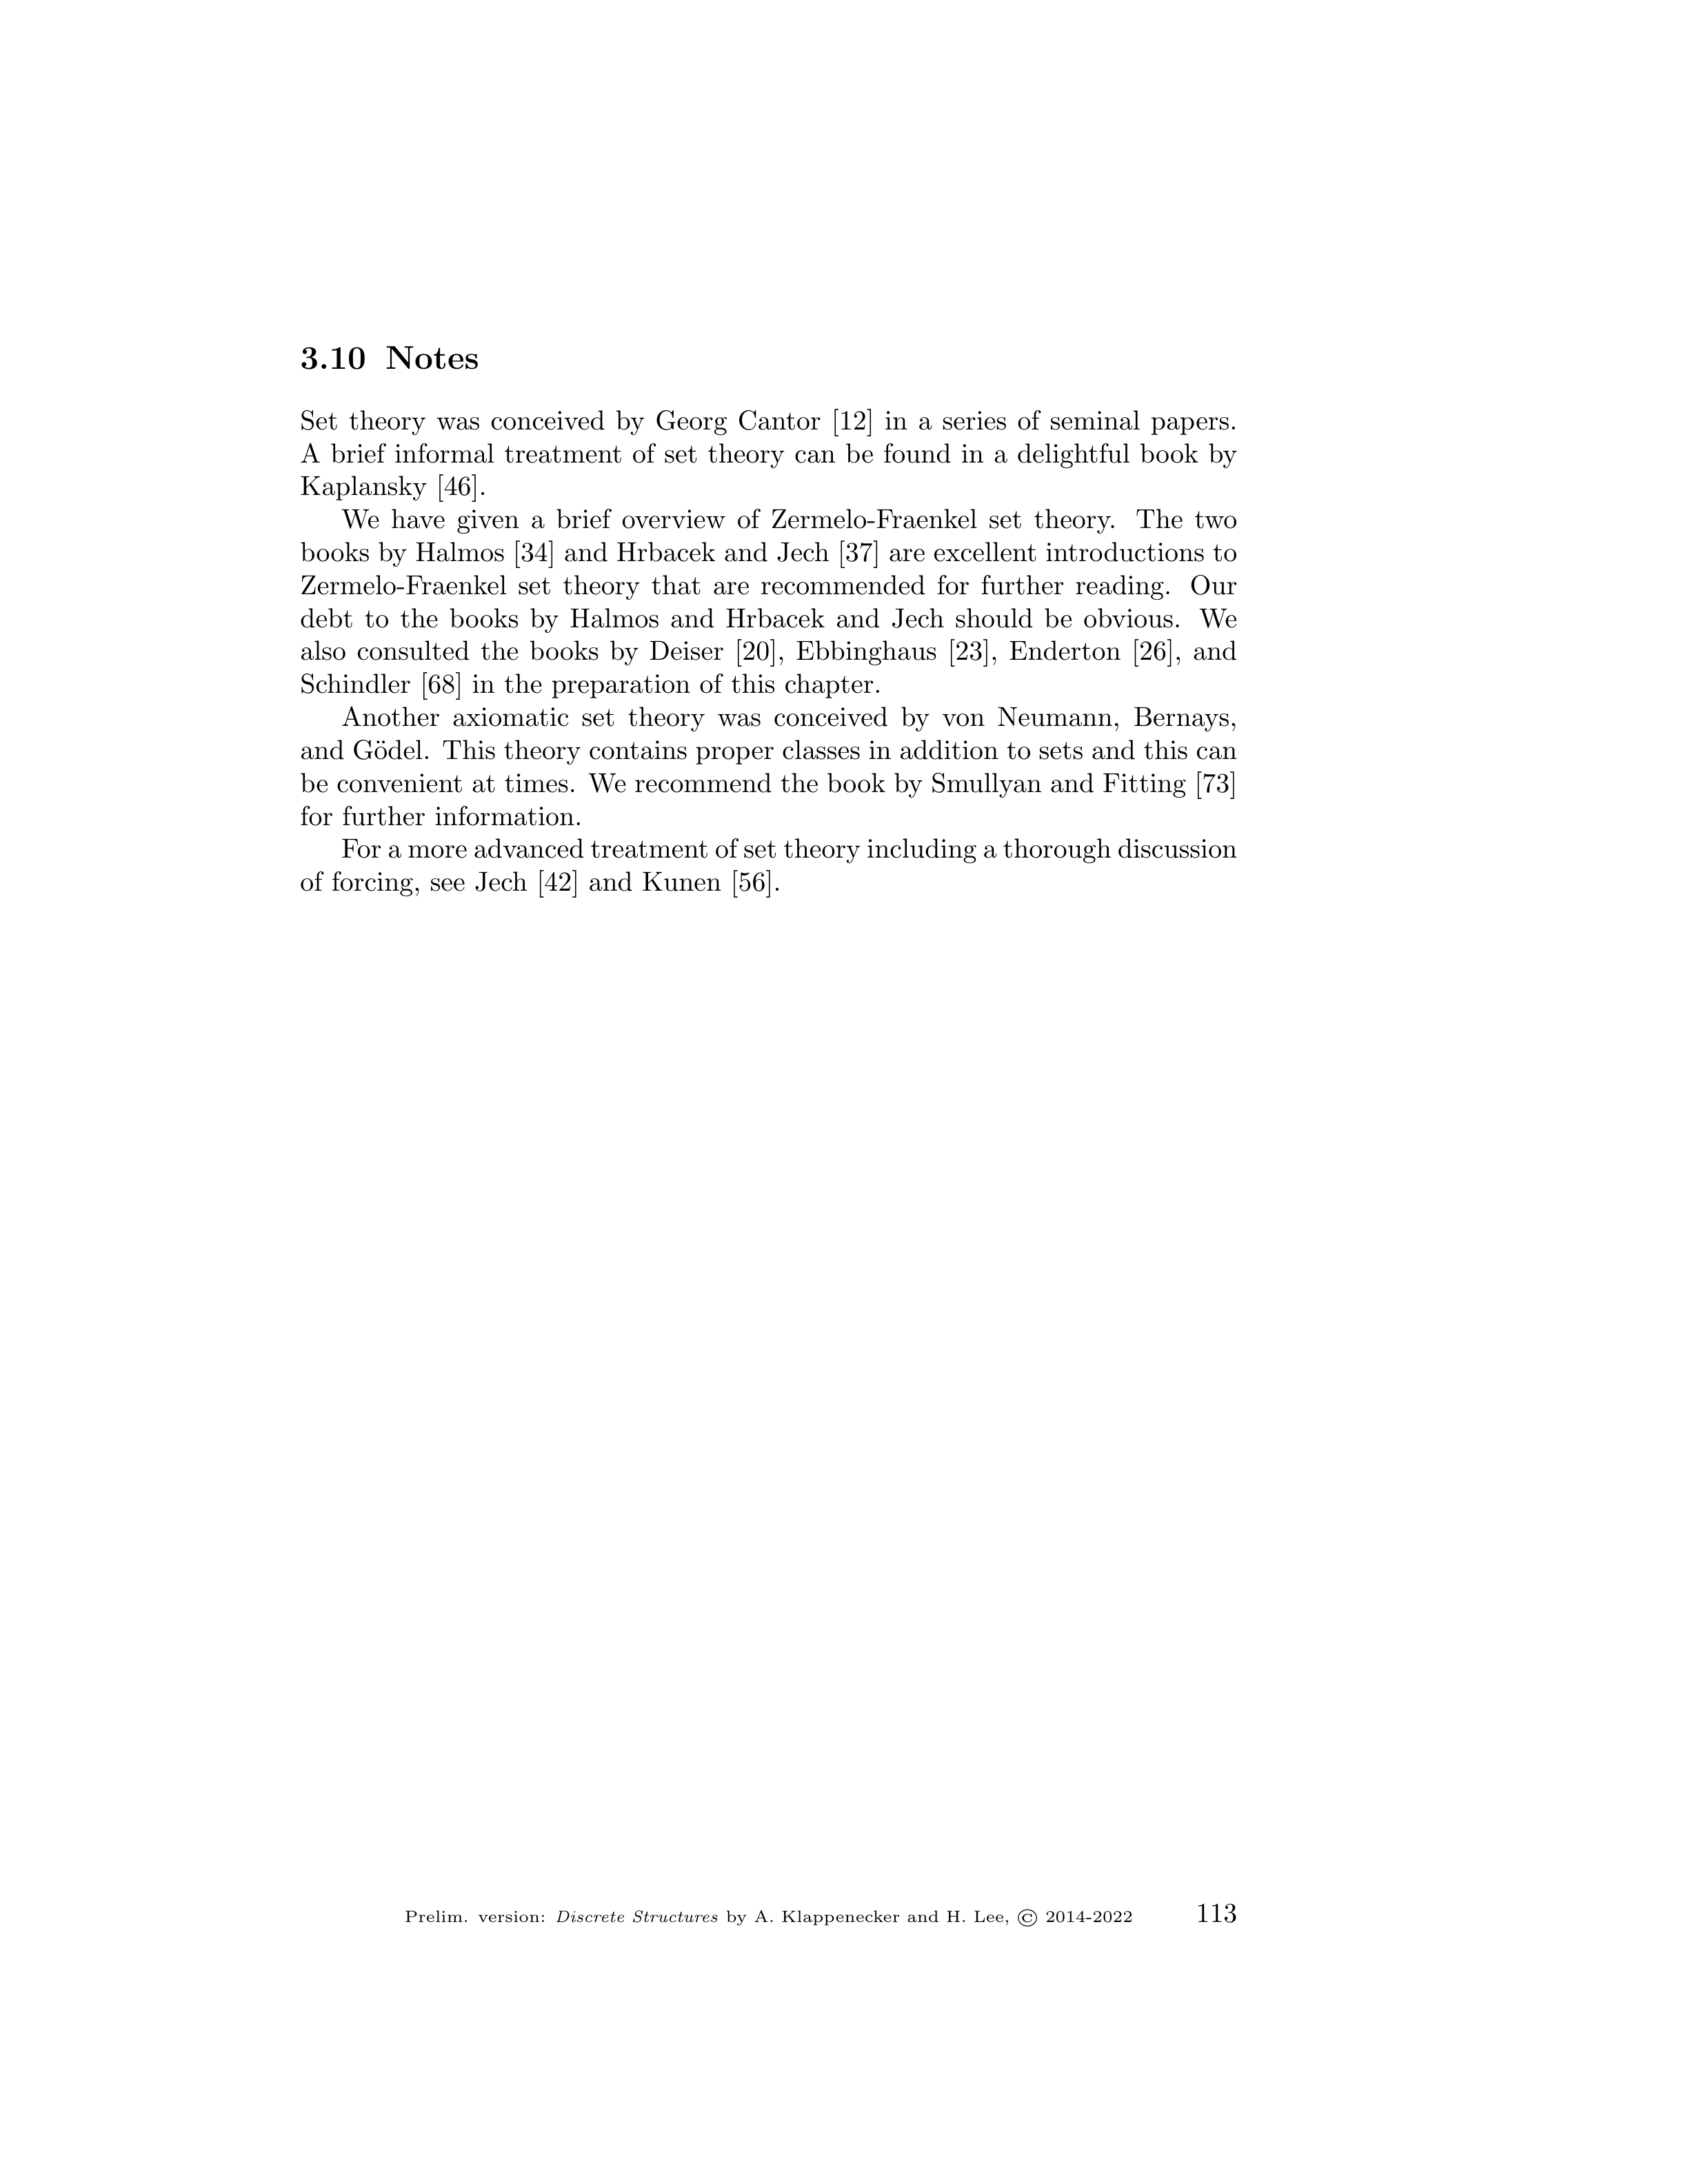 3.10 Notes
Set theory was conceived by Georg Cantor [12] in a series of seminal papers.
A brief informal treatment of set theory can be found in a delightful book by
Kaplansky [46].
We have given a brief overview of Zermelo-Fraenkel set theory. The two
books by Halmos [34] and Hrbacek and Jech [37] are excellent introductions to
Zermelo-Fraenkel set theory that are recommended for further reading. Our
debt to the books by Halmos and Hrbacek and Jech should be obvious. We
also consulted the books by Deiser [20], Ebbinghaus [23], Enderton [26], and
Schindler [68] in the preparation of this chapter.
Another axiomatic set theory was conceived by von Neumann, Bernays,
and Gödel. This theory contains proper classes in addition to sets and this can
be convenient at times. We recommend the book by Smullyan and Fitting [73]
for further information.
For a more advanced treatment of set theory including a thorough discussion
of forcing, see Jech [42] and Kunen [56].
Prelim. version: Discrete Structures by A. Klappenecker and H. Lee, © 2014-2022 113